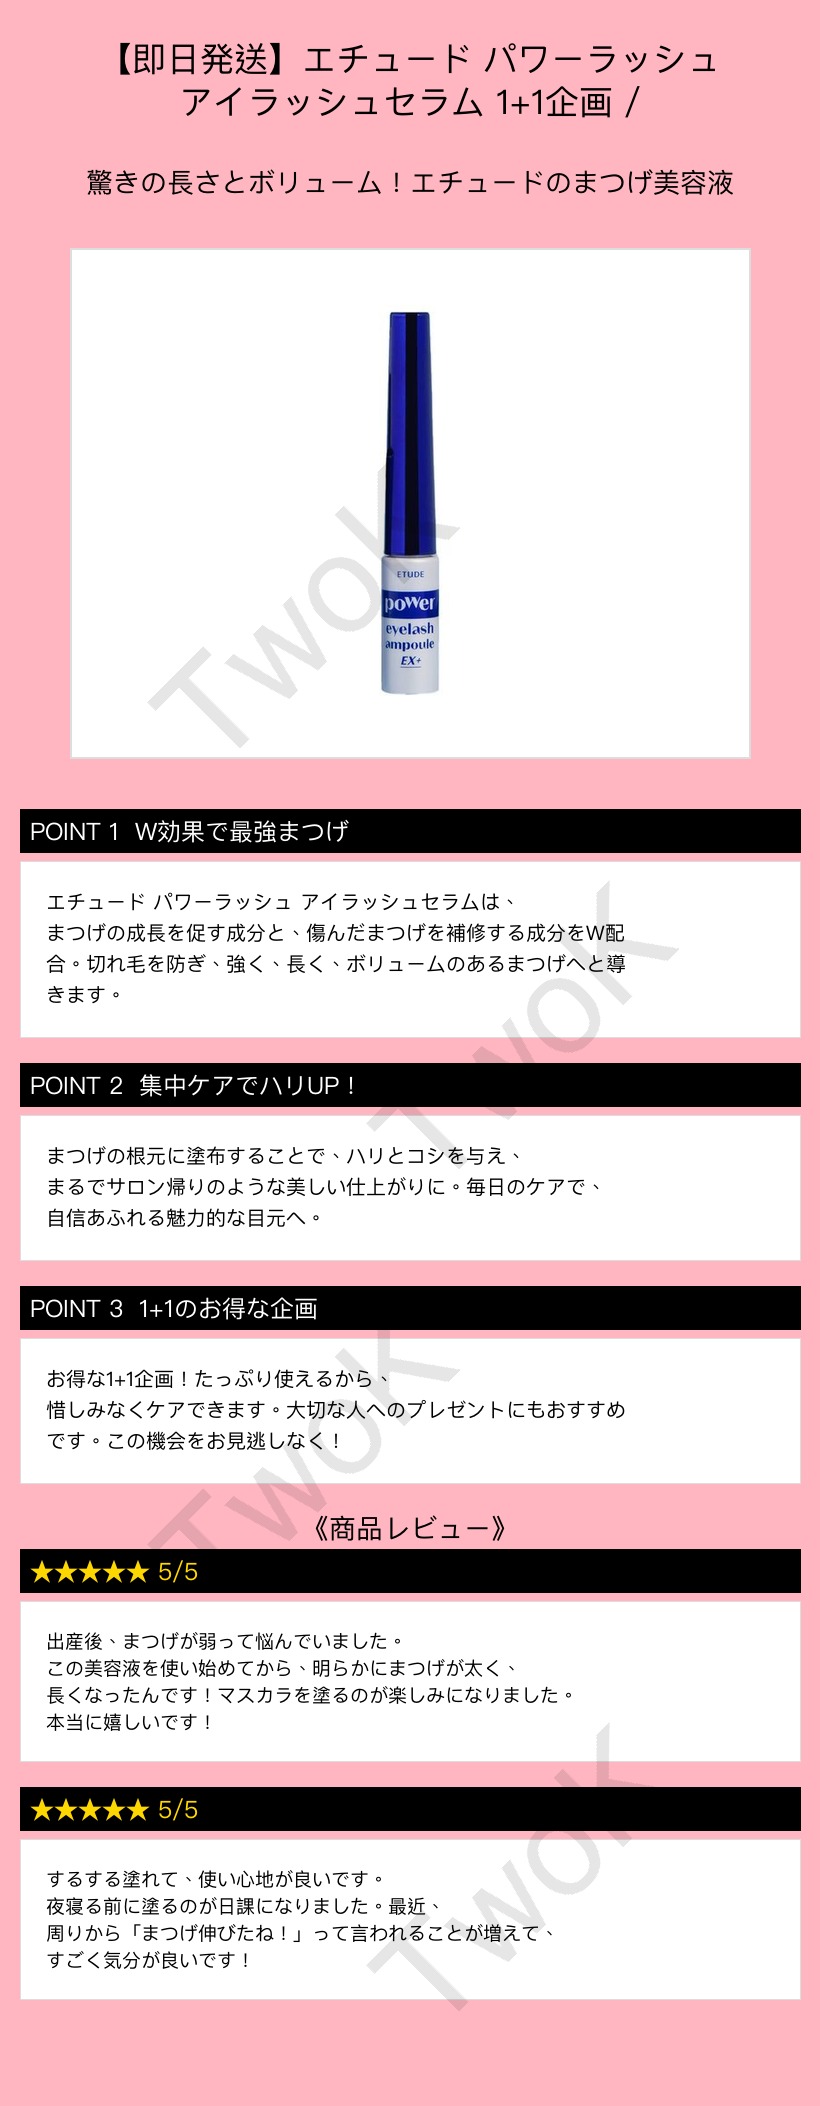 【即日発送】エチュード パワーラッシュ
アイラッシュセラム 1+1企画 /
驚きの長さとボリューム！エチュードのまつげ美容液
ETUDE
power
eyelash
ampoule
EX+
TwoK
POINT 1 W効果で最強まつげ
エチュード パワーラッシュ アイラッシュセラムは、
まつげの成長を促す成分と、傷んだまつげを補修する成分をW配
合。切れ毛を防ぎ、強く、長く、ボリュームのあるまつげへと導
きます。
TwoK
POINT 2 集中ケアでハリUP！
まつげの根元に塗布することで、ハリとコシを与え、
まるでサロン帰りのような美しい仕上がりに。毎日のケアで、
自信あふれる魅力的な目元へ。
POINT 3 1+1のお得な企画
お得な1+1企画！たっぷり使えるから、
惜しみなくケアできます。大切な人へのプレゼントにもおすすめ
です。この機会をお見逃しなく！
TwoK
《商品レビュー》
★★★★★ 5/5
出産後、まつげが弱って悩んでいました。
この美容液を使い始めてから、明らかにまつげが太く、
長くなったんです！マスカラを塗るのが楽しみになりました。
本当に嬉しいです！
★★★★★ 5/5
するする塗れて、使い心地が良いです。
夜寝る前に塗るのが日課になりました。最近、
周りから「まつげ伸びたね！」って言われることが増えて、
すごく気分が良いです！
TwoK